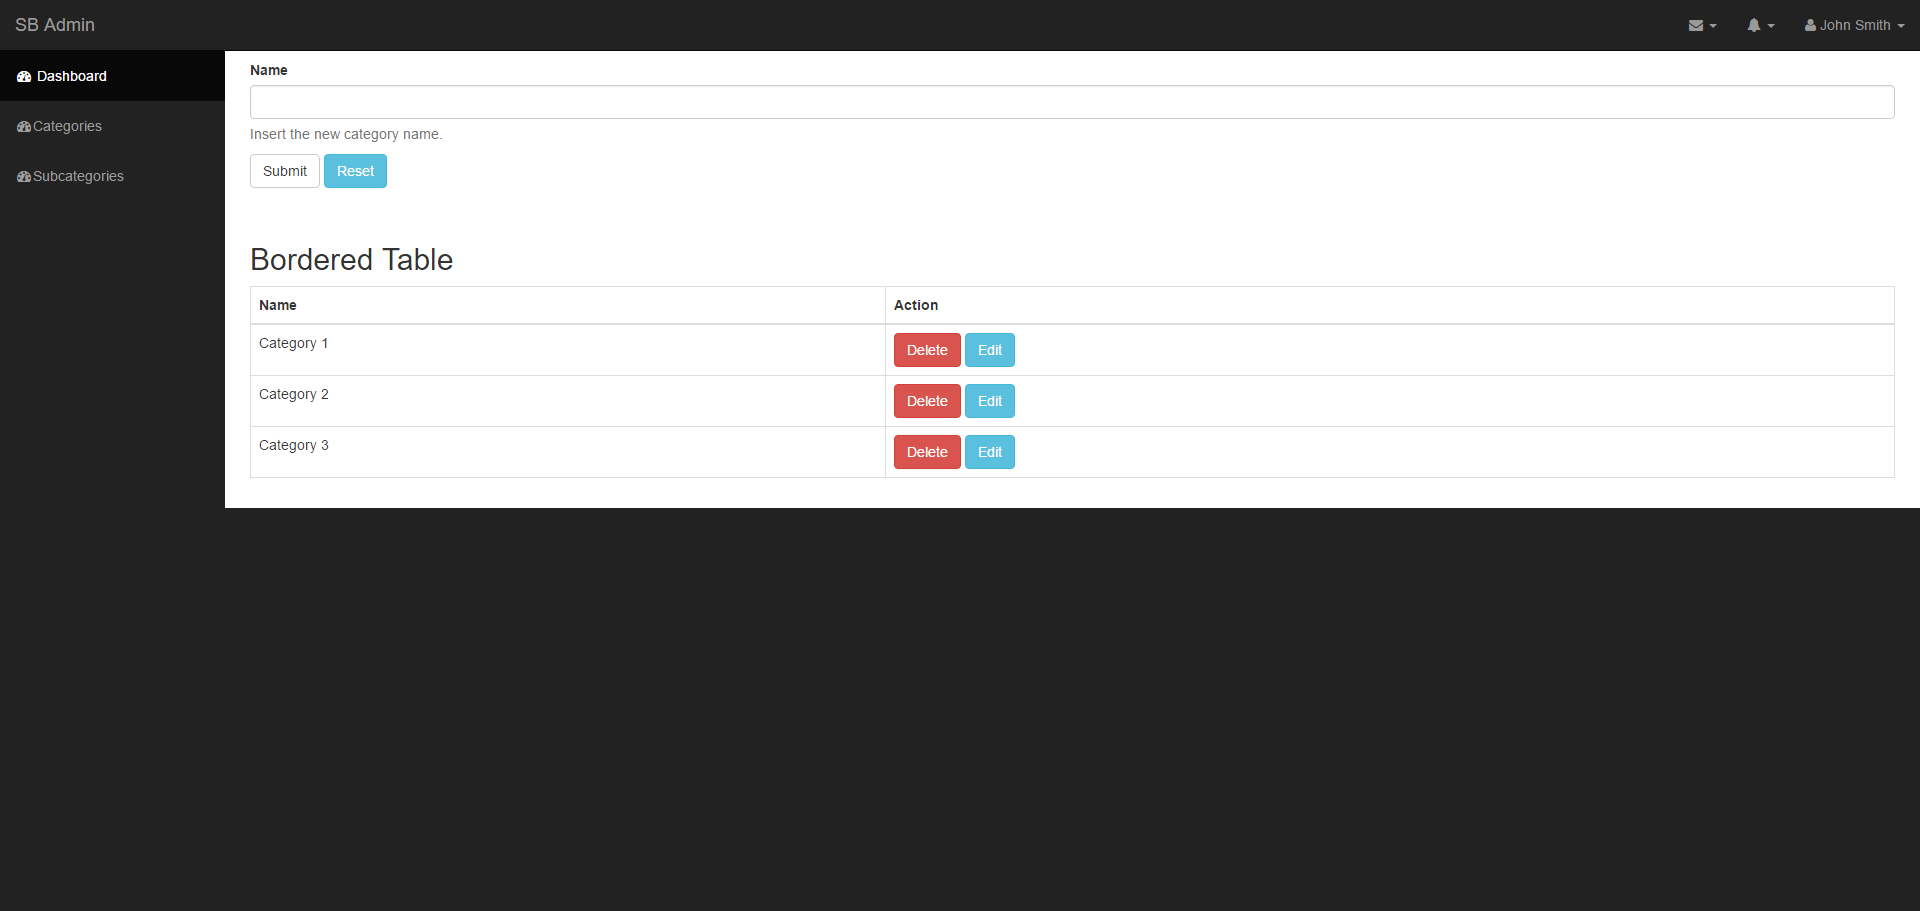 SB Admin
John Smith
Dashboard
Categories
Subcategories
Name
Insert the new category name.
Submit Reset
Bordered Table
Name Action
Category 1 Delete Edit
Category 2 Delete Edit
Category 3 Delete Edit